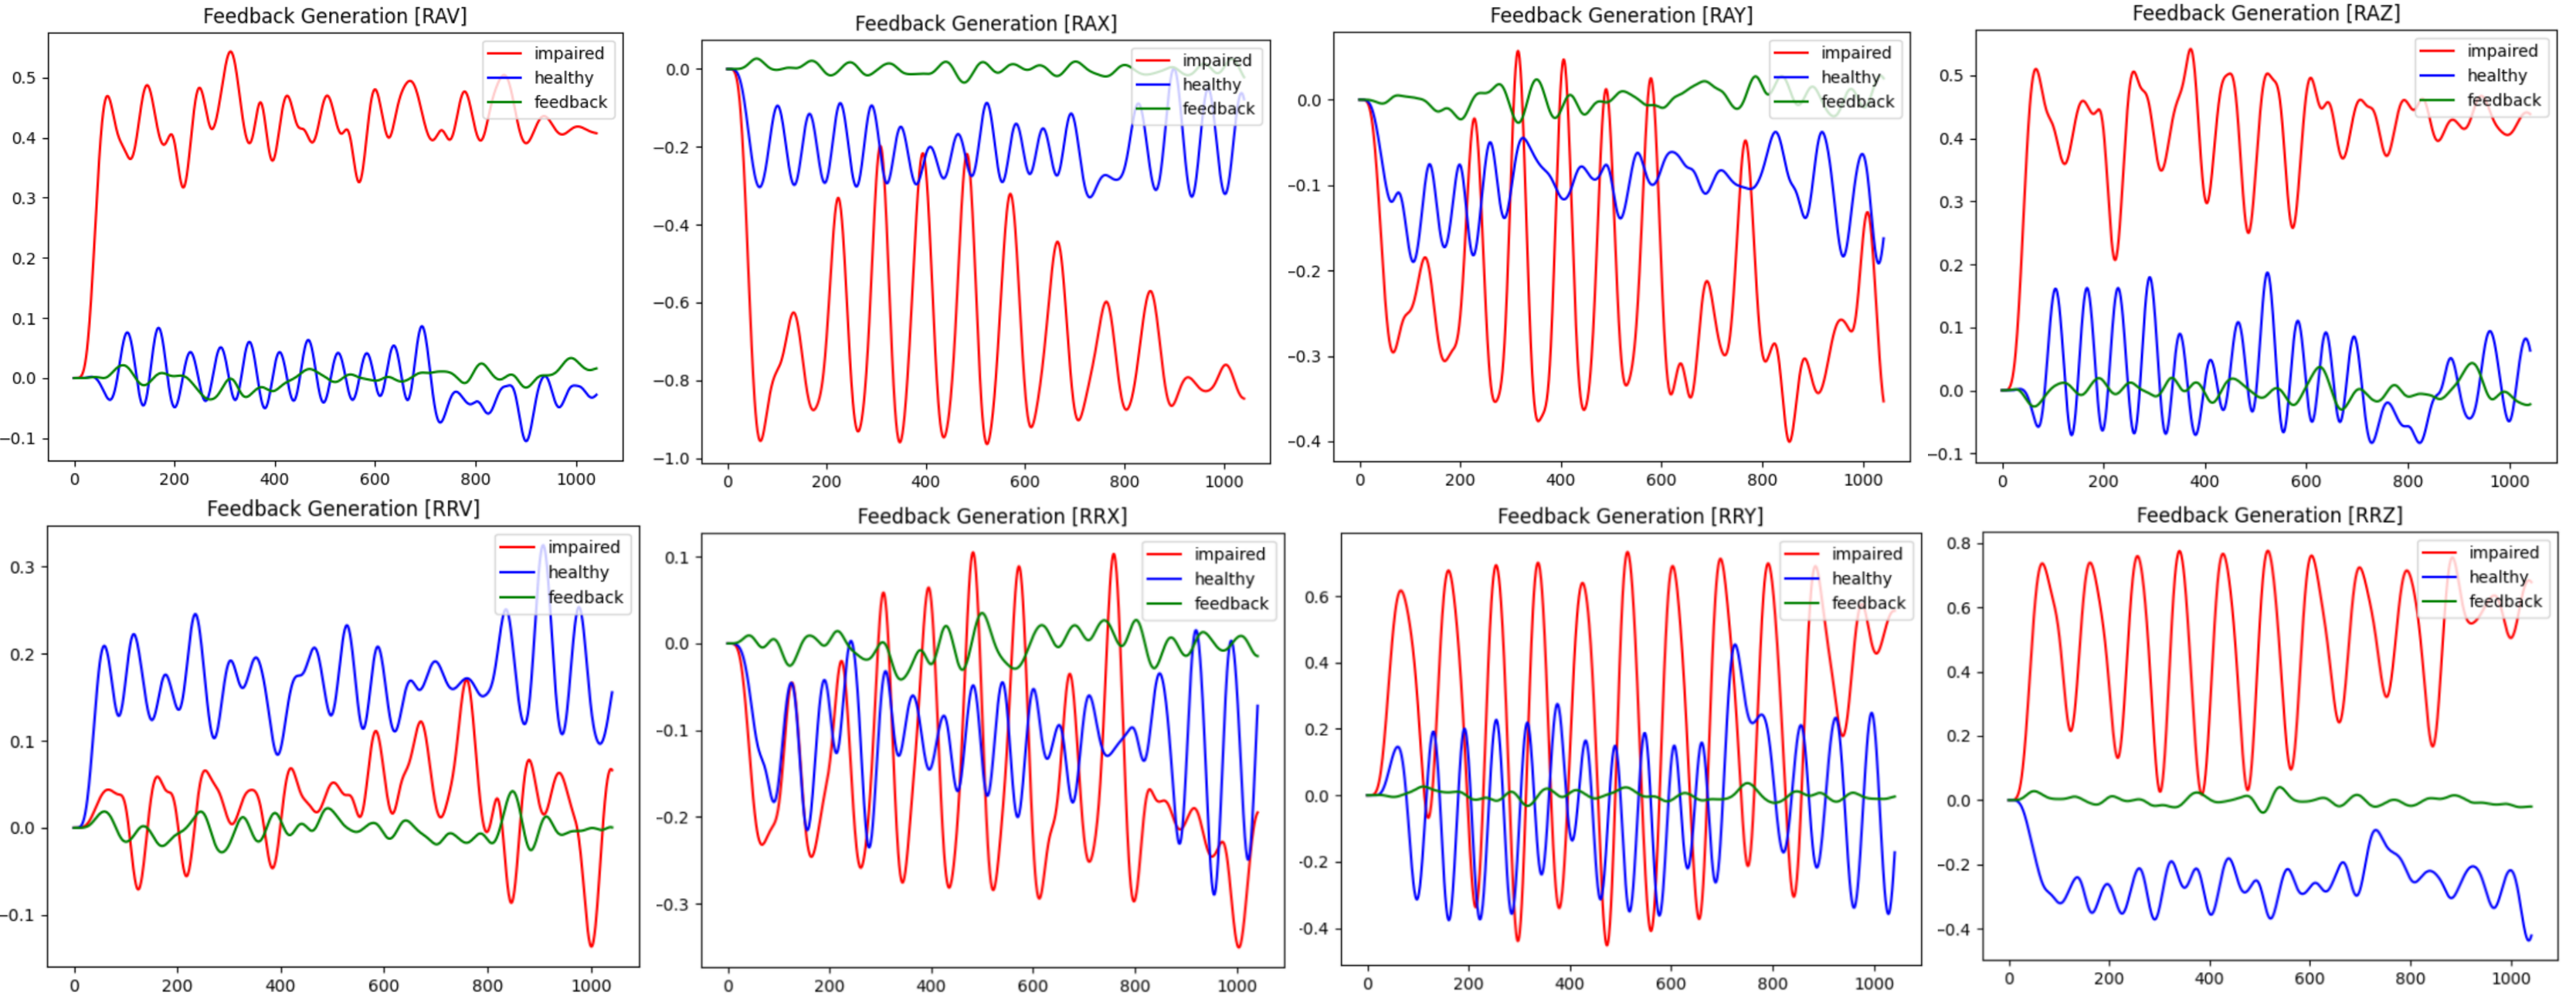 Feedback Generation [RAV]
impaired
healthy
feedback
0.5
0.4
0.3
0.2
0.1
0.0
−0.1
0 200 400 600 800 1000
Feedback Generation [RAX]
impaired
healthy
feedback
0.0
−0.2
−0.4
−0.6
−0.8
−1.0
0 200 400 600 800 1000
Feedback Generation [RAY]
impaired
healthy
feedback
0.0
−0.1
−0.2
−0.3
−0.4
0 200 400 600 800 1000
Feedback Generation [RAZ]
impaired
healthy
feedback
0.5
0.4
0.3
0.2
0.1
0.0
−0.1
0 200 400 600 800 1000
Feedback Generation [RRV]
impaired
healthy
feedback
0.3
0.2
0.1
0.0
−0.1
0 200 400 600 800 1000
Feedback Generation [RRX]
impaired
healthy
feedback
0.1
0.0
−0.1
−0.2
−0.3
0 200 400 600 800 1000
Feedback Generation [RRY]
impaired
healthy
feedback
0.6
0.4
0.2
0.0
-0.2
-0.4
0 200 400 600 800 1000
Feedback Generation [RRZ]
impaired
healthy
feedback
0.8
0.6
0.4
0.2
0.0
−0.2
−0.4
0 200 400 600 800 1000